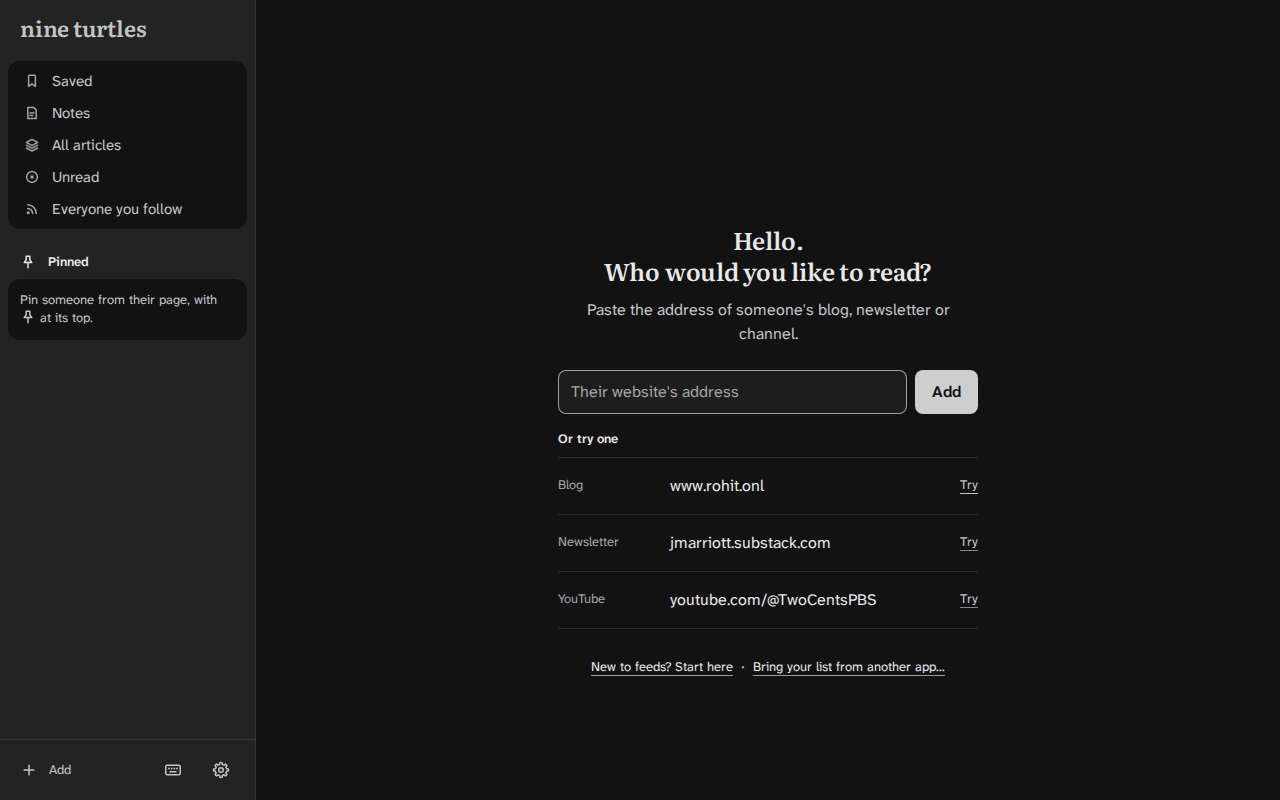 nine turtles
Saved
Notes
All articles
Unread
Everyone you follow
Pinned
Pin someone from their page, with
at its top.
Add
Hello.
Who would you like to read?
Paste the address of someone's blog, newsletter or
channel.
Their website's address
Add
Or try one
Blog www.rohit.onl Try
Newsletter jmarriott.substack.com Try
YouTube youtube.com/@TwoCentsPBS Try
New to feeds? Start here · Bring your list from another app...